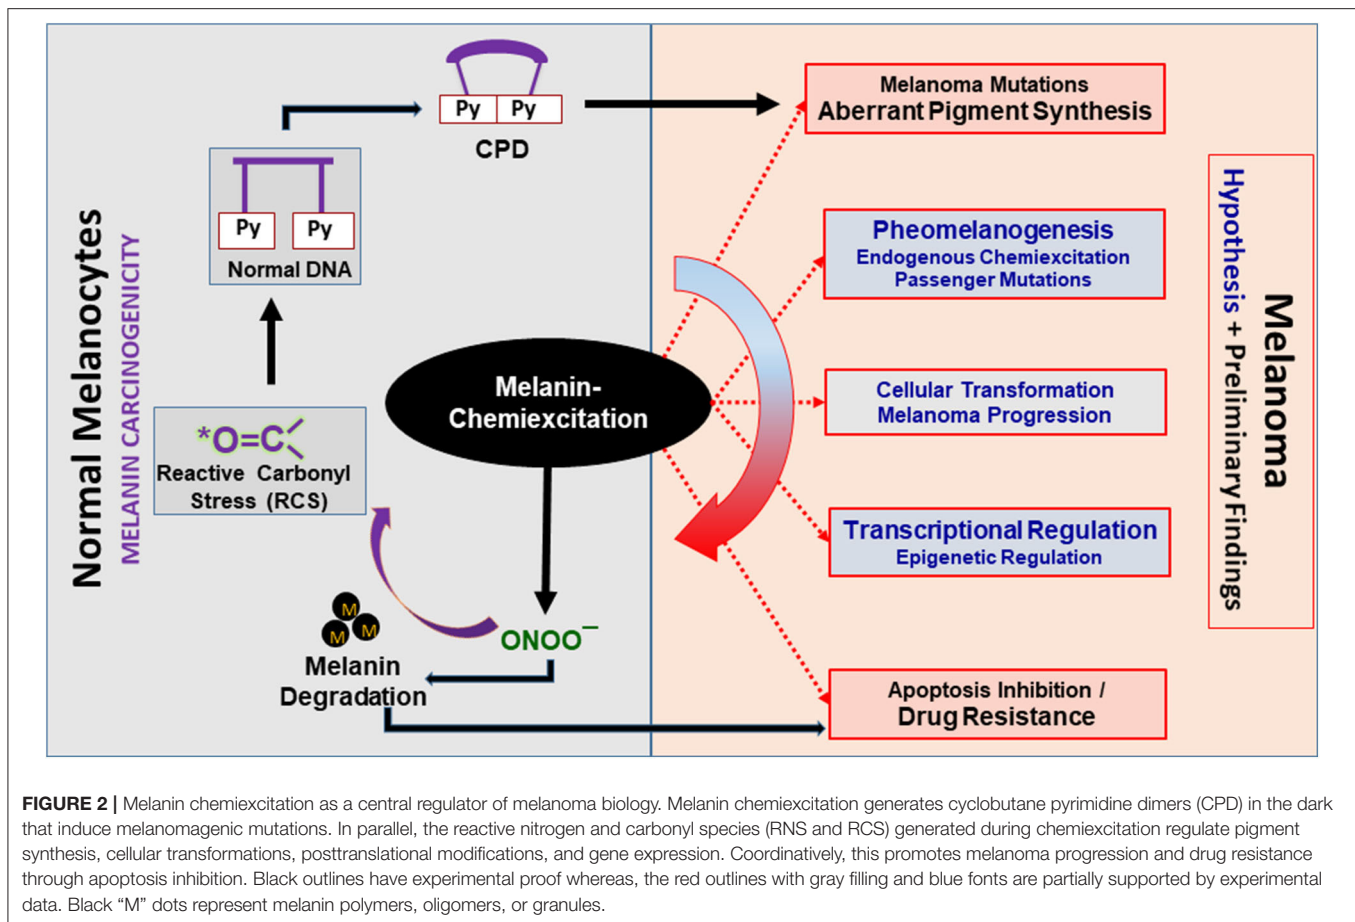 Normal Melanocytes
MELANIN CARCINOGENICITY
Py Py
CPD
Py Py
Normal DNA
*O=C
Reactive Carbonyl
Stress (RCS)
Melanin-
Chemiexcitation
ONOO⁻
M
M M
Melanin
Degradation
Melanoma Mutations
Aberrant Pigment Synthesis
Pheomelanogenesis
Endogenous Chemiexcitation
Passenger Mutations
Cellular Transformation
Melanoma Progression
Transcriptional Regulation
Epigenetic Regulation
Apoptosis Inhibition /
Drug Resistance
Melanoma
Hypothesis + Preliminary Findings
FIGURE 2 | Melanin chemiexcitation as a central regulator of melanoma biology. Melanin chemiexcitation generates cyclobutane pyrimidine dimers (CPD) in the dark
that induce melanomagenic mutations. In parallel, the reactive nitrogen and carbonyl species (RNS and RCS) generated during chemiexcitation regulate pigment
synthesis, cellular transformations, posttranslational modifications, and gene expression. Coordinatively, this promotes melanoma progression and drug resistance
through apoptosis inhibition. Black outlines have experimental proof whereas, the red outlines with gray filling and blue fonts are partially supported by experimental
data. Black “M” dots represent melanin polymers, oligomers, or granules.